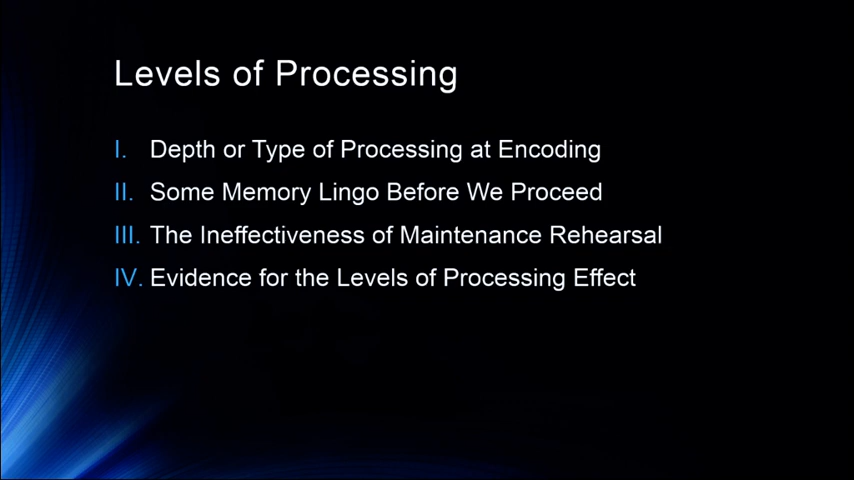 Levels of Processing
I. Depth or Type of Processing at Encoding
II. Some Memory Lingo Before We Proceed
III. The Ineffectiveness of Maintenance Rehearsal
IV. Evidence for the Levels of Processing Effect